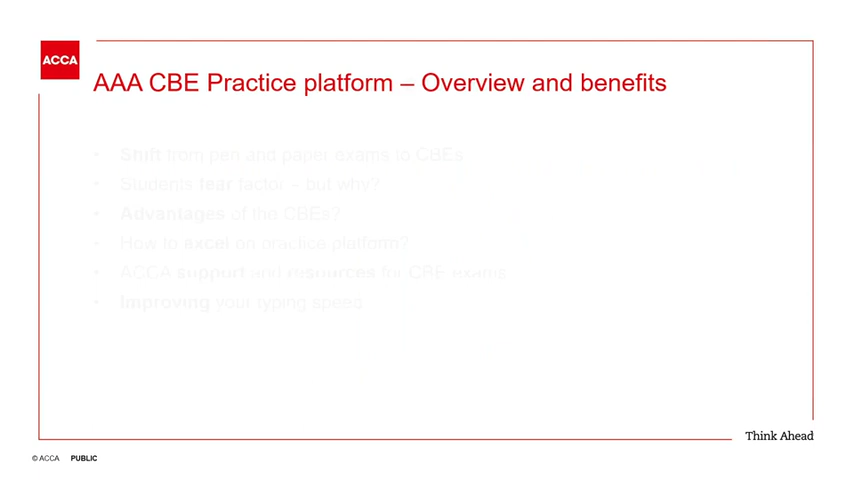 ACCA
AAA CBE Practice platform – Overview and benefits
• Shift from pen and paper exams to CBEs
• Students fear factor – but why?
• Advantages of the CBEs?
• How to excel on practice platform?
• ACCA support and resources for CBE exams
• Improving your typing speed
Think Ahead
© ACCA PUBLIC